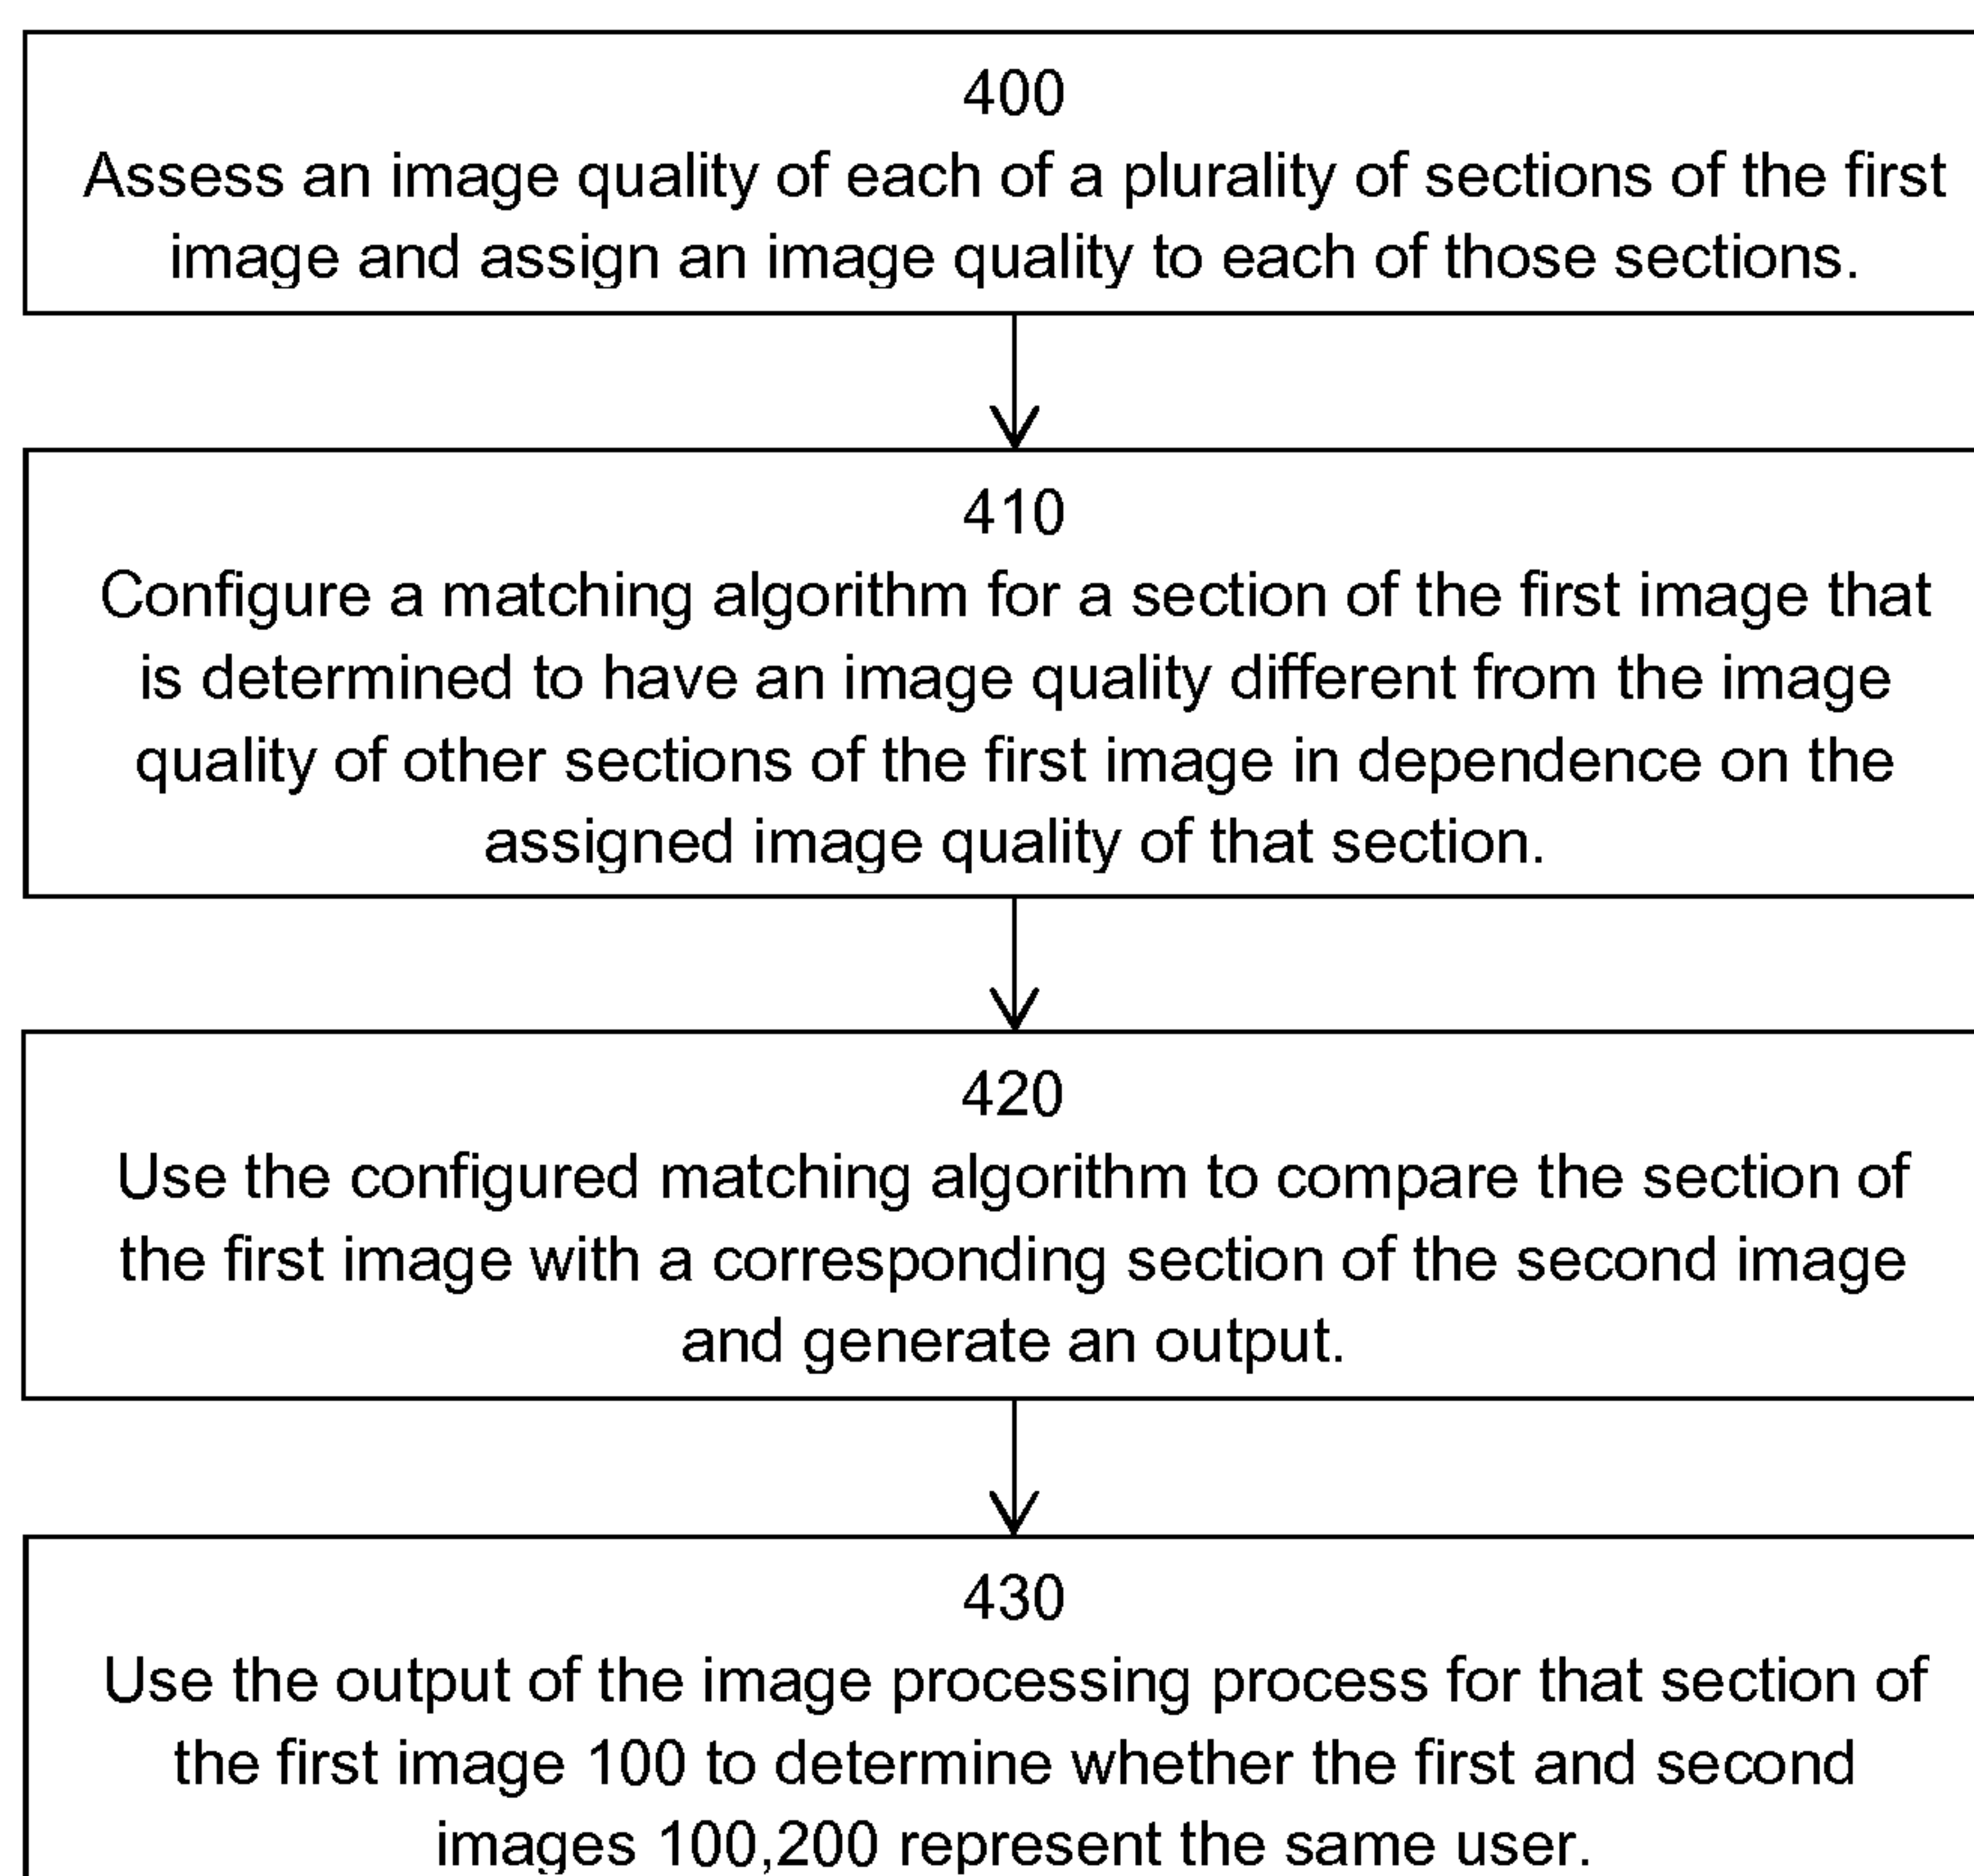 400
Assess an image quality of each of a plurality of sections of the first
image and assign an image quality to each of those sections.
410
Configure a matching algorithm for a section of the first image that
is determined to have an image quality different from the image
quality of other sections of the first image in dependence on the
assigned image quality of that section.
420
Use the configured matching algorithm to compare the section of
the first image with a corresponding section of the second image
and generate an output.
430
Use the output of the image processing process for that section of
the first image 100 to determine whether the first and second
images 100,200 represent the same user.